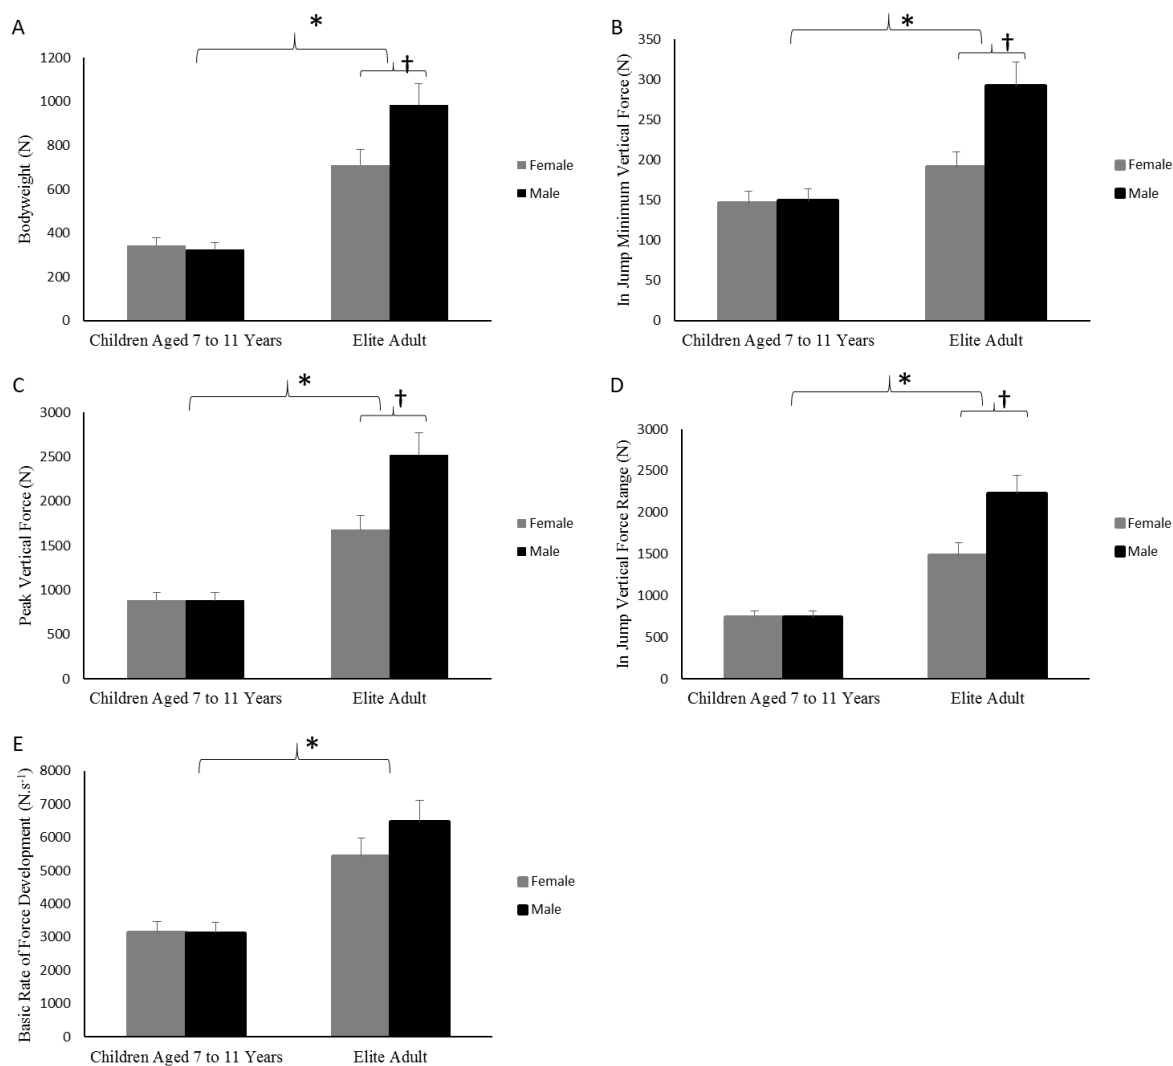 A
*
†
1200
1000
800
600
400
200
0
Bodyweight (N)
Children Aged 7 to 11 Years
Elite Adult
Female
Male
B
*
†
350
300
250
200
150
100
50
0
In Jump Minimum Vertical Force (N)
Children Aged 7 to 11 Years
Elite Adult
Female
Male
C
*
†
3000
2500
2000
1500
1000
500
0
Peak Vertical Force (N)
Children Aged 7 to 11 Years
Elite Adult
Female
Male
D
*
†
3000
2500
2000
1500
1000
500
0
In Jump Vertical Force Range (N)
Children Aged 7 to 11 Years
Elite Adult
Female
Male
E
*
8000
7000
6000
5000
4000
3000
2000
1000
0
Basic Rate of Force Development (N.s⁻¹)
Children Aged 7 to 11 Years
Elite Adult
Female
Male